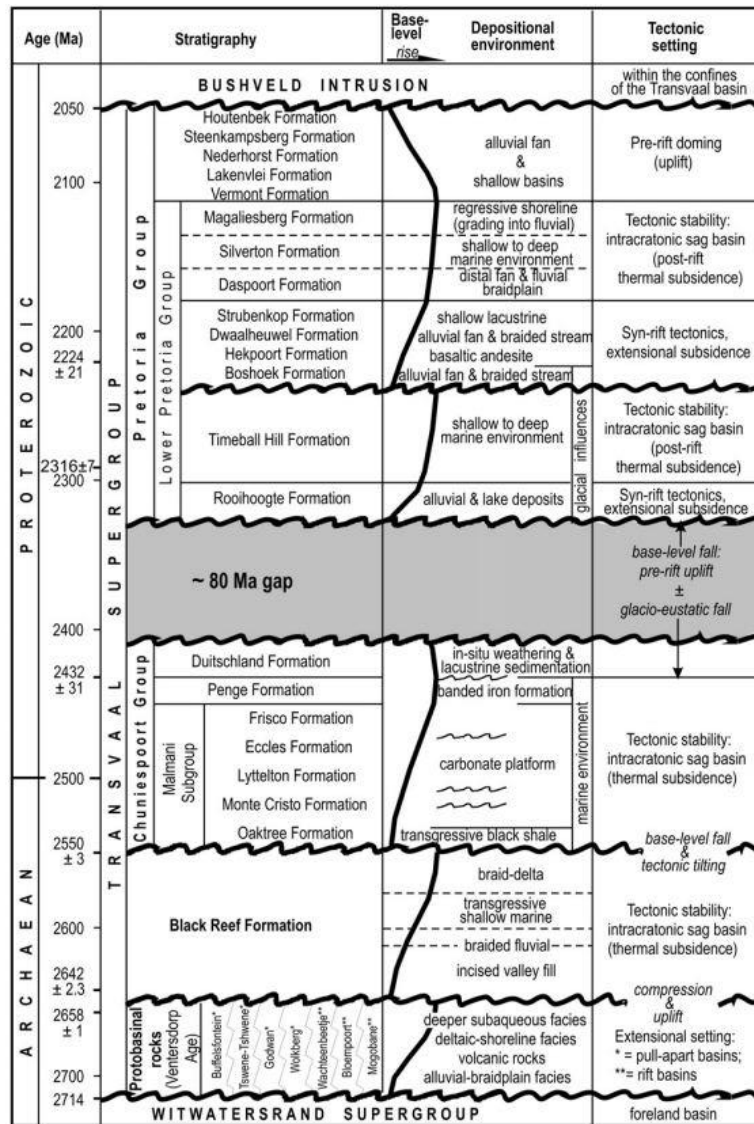 Age (Ma)
Stratigraphy
Base-
level
rise
Depositional
environment
Tectonic
setting
BUSHVELD INTRUSION
within the confines
of the Transvaal basin
2050
2100
2200
2224
± 21
2316±7
2300
2400
2432
± 31
2500
2550
± 3
2600
2642
± 2.3
2658
± 1
2700
2714
PROTEROZOIC
ARCHAEAN
TRANSVAAL SUPERGROUP
Pretoria Group
Lower Pretoria Group
Houtenbek Formation
Steenkampsberg Formation
Nederhorst Formation
Lakenvlei Formation
Vermont Formation
alluvial fan
&
shallow basins
Pre-rift doming
(uplift)
Magaliesberg Formation
regressive shoreline
(grading into fluvial)
Silverton Formation
shallow to deep
marine environment
Daspoort Formation
distal fan & fluvial
braidplain
Tectonic stability:
intracratonic sag basin
(post-rift
thermal subsidence)
Strubenkop Formation
Dwaalheuwel Formation
Hekpoort Formation
Boshoek Formation
shallow lacustrine
alluvial fan & braided stream
basaltic andesite
alluvial fan & braided stream
Syn-rift tectonics,
extensional subsidence
Timeball Hill Formation
shallow to deep
marine environment
glacial influences
Tectonic stability:
intracratonic sag basin
(post-rift
thermal subsidence)
Rooihoogte Formation
alluvial & lake deposits
Syn-rift tectonics,
extensional subsidence
~ 80 Ma gap
base-level fall:
pre-rift uplift
±
glacio-eustatic fall
Chuniespoort Group
Duitschland Formation
in-situ weathering &
lacustrine sedimentation
Penge Formation
banded iron formation
Malmani
Subgroup
Frisco Formation
Eccles Formation
Lyttelton Formation
Monte Cristo Formation
Oaktree Formation
carbonate platform
transgressive black shale
marine environment
Tectonic stability:
intracratonic sag basin
(thermal subsidence)
base-level fall
&
tectonic tilting
Black Reef Formation
braid-delta
transgressive
shallow marine
braided fluvial
incised valley fill
Tectonic stability:
intracratonic sag basin
(thermal subsidence)
compression
&
uplift
Protobasinal
rocks
(Ventersdorp
Age)
Buffelsfontein*
Tswene-Tshwene*
Godwan*
Wolkberg*
Wachteenbeetje**
Bloempoort**
Mogobane**
deeper subaqueous facies
deltaic-shoreline facies
volcanic rocks
alluvial-braidplain facies
Extensional setting:
* = pull-apart basins;
**= rift basins
WITWATERSRAND SUPERGROUP
foreland basin